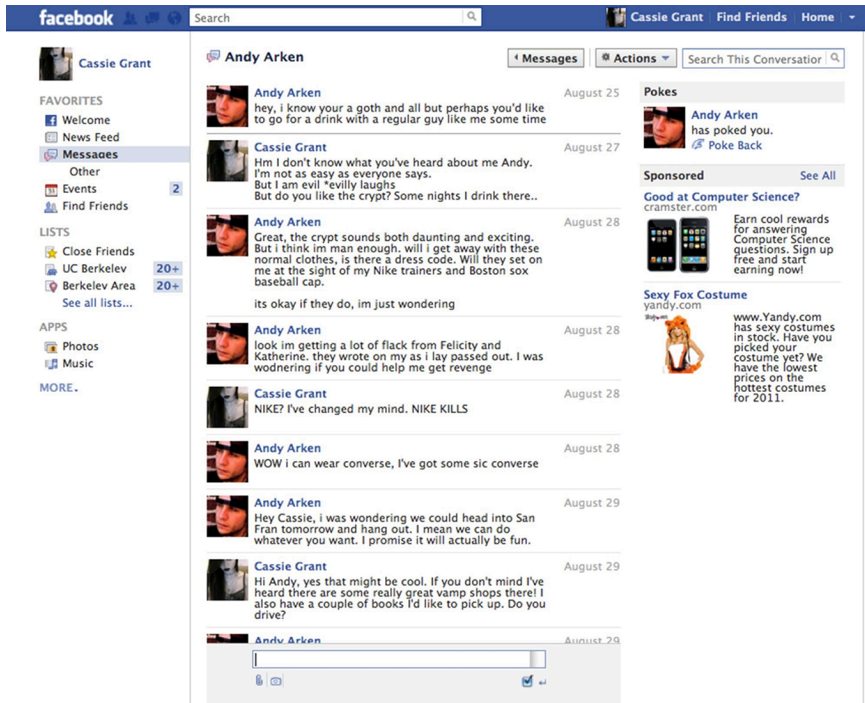 facebook
Search
Cassie Grant
Find Friends
Home
Cassie Grant
FAVORITES
Welcome
News Feed
Messages
Other
Events 2
Find Friends
LISTS
Close Friends
UC Berkeley 20+
Berkeley Area 20+
See all lists...
APPS
Photos
Music
MORE
Andy Arken
Messages
Actions
Search This Conversation
Andy Arken August 25
hey, i know your a goth and all but perhaps you'd like
to go for a drink with a regular guy like me some time
Cassie Grant August 27
Hm I don't know what you've heard about me Andy.
I'm not as easy as everyone says.
But I am evil *evilly laughs
But do you like the crypt? Some nights I drink there..
Andy Arken August 28
Great, the crypt sounds both daunting and exciting.
But i think im man enough. will i get away with these
normal clothes, is there a dress code. Will they set on
me at the sight of my Nike trainers and Boston sox
baseball cap.
its okay if they do, im just wondering
Andy Arken August 28
look im getting a lot of flack from Felicity and
Katherine. they wrote on my as i lay passed out. I was
wodnering if you could help me get revenge
Cassie Grant August 28
NIKE? I've changed my mind. NIKE KILLS
Andy Arken August 28
WOW i can wear converse, I've got some sic converse
Andy Arken August 29
Hey Cassie, i was wondering we could head into San
Fran tomorrow and hang out. I mean we can do
whatever you want. I promise it will actually be fun.
Cassie Grant August 29
Hi Andy, yes that might be cool. If you don't mind I've
heard there are some really great vamp shops there! I
also have a couple of books I'd like to pick up. Do you
drive?
Andy Arken August 29
Pokes
Andy Arken
has poked you.
Poke Back
Sponsored See All
Good at Computer Science?
cramster.com
Earn cool rewards
for answering
Computer Science
questions. Sign up
free and start
earning now!
Sexy Fox Costume
yandy.com
www.Yandy.com
has sexy costumes
in stock. Have you
picked your
costume yet? We
have the lowest
prices on the
hottest costumes
for 2011.